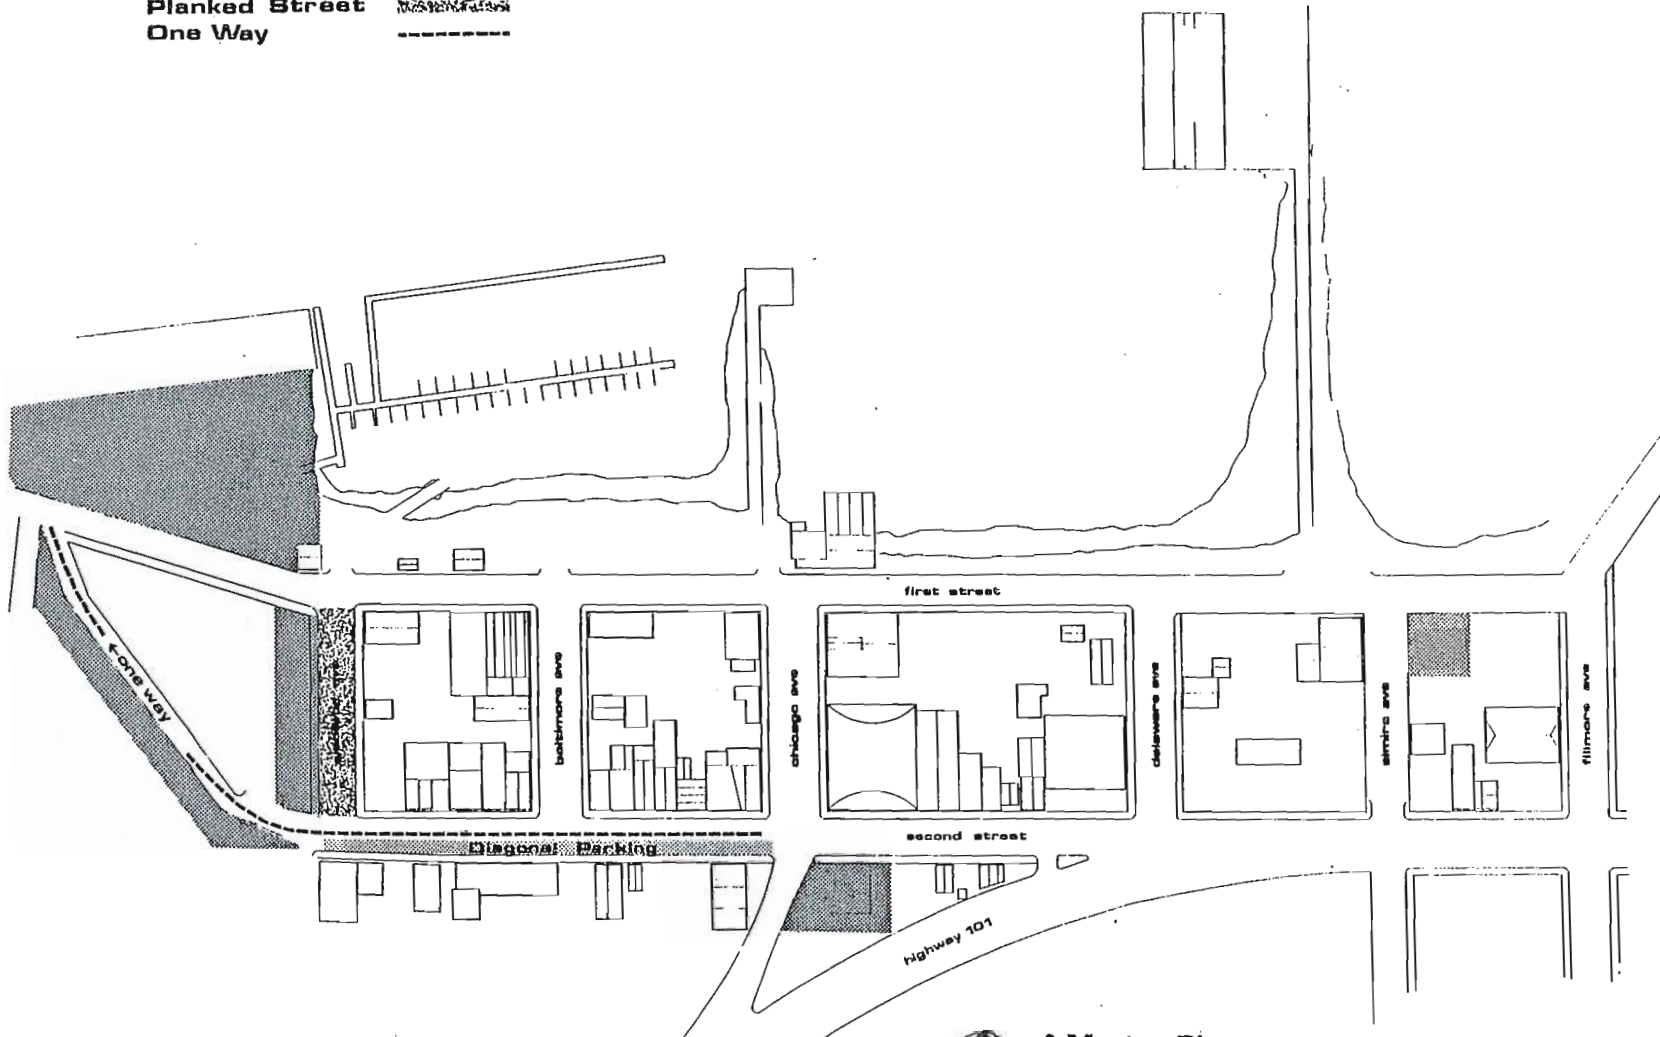 Planked Street
One Way
first street
one way
baltimore ave
chicago ave
delaware ave
elmiro ave
fillmore ave
second street
Diagonal Parking
highway 101